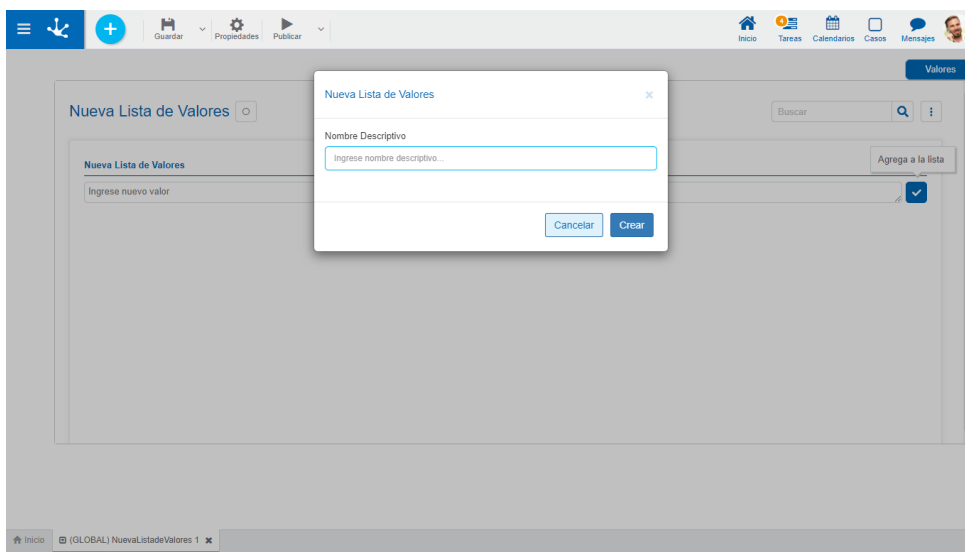 Guardar
Propiedades
Publicar
Inicio
4
Tareas
Calendarios
Casos
Mensajes
Valores
Nueva Lista de Valores
Buscar
Nueva Lista de Valores
Agrega a la lista
Ingrese nuevo valor
Nueva Lista de Valores
Nombre Descriptivo
Ingrese nombre descriptivo...
Cancelar
Crear
Inicio
(GLOBAL) NuevaListadeValores 1